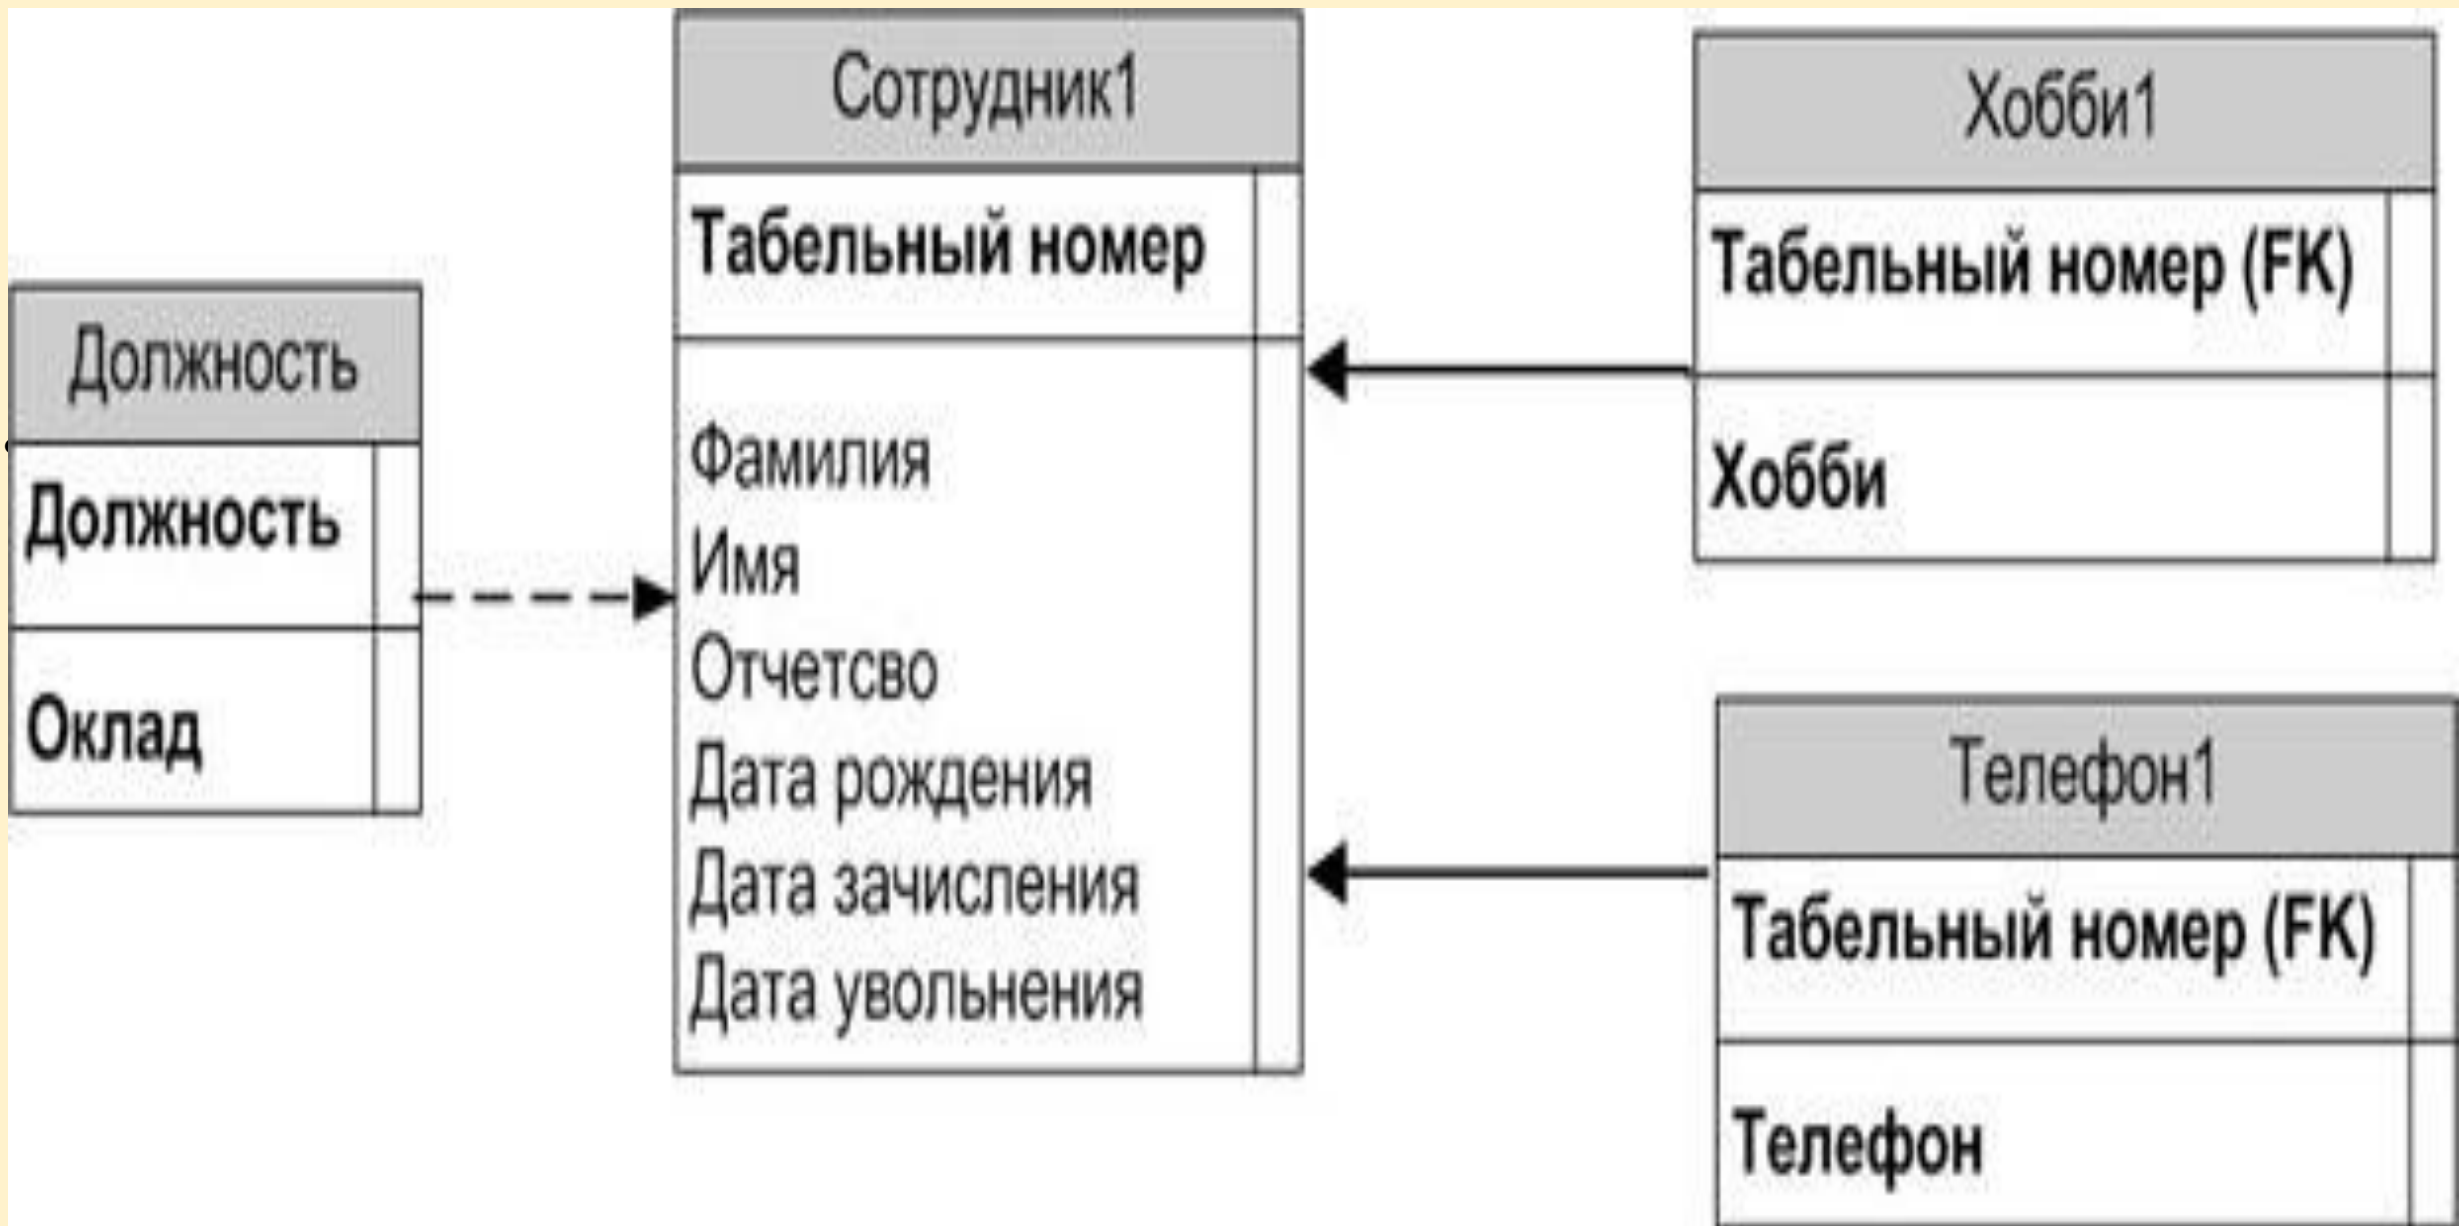 Должность
Должность
Оклад
Сотрудник1
Табельный номер
Фамилия
Имя
Отчетсво
Дата рождения
Дата зачисления
Дата увольнения
Хобби1
Табельный номер (FK)
Хобби
Телефон1
Табельный номер (FK)
Телефон